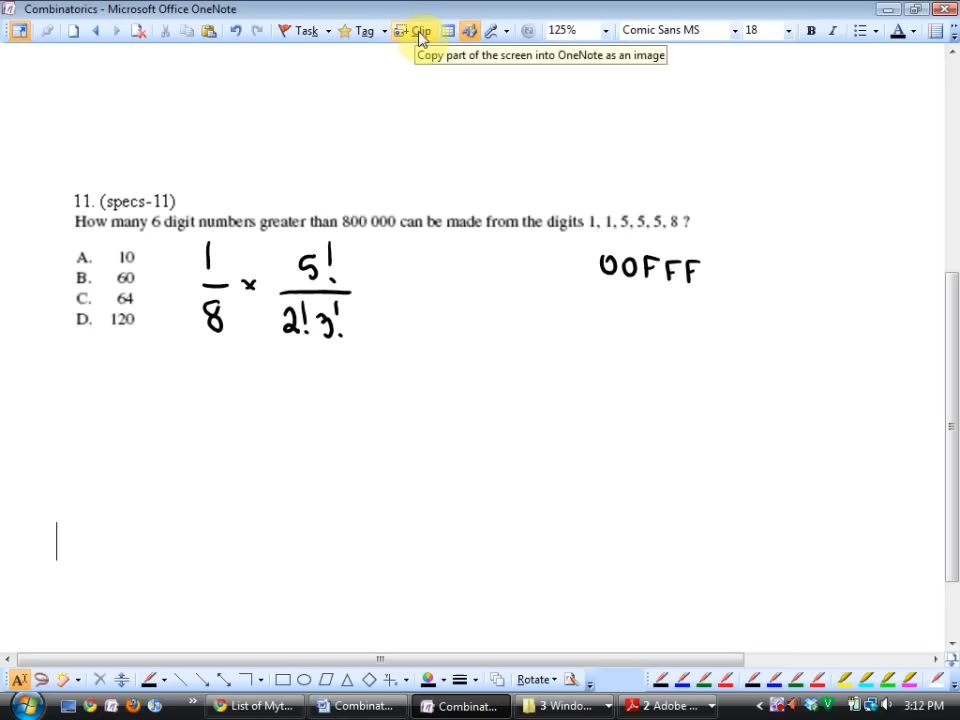 Combinatorics - Microsoft Office OneNote
Task Tag Clip 125% Comic Sans MS 18 B I A
Copy part of the screen into OneNote as an image
11. (specs-11)
How many 6 digit numbers greater than 800 000 can be made from the digits 1, 1, 5, 5, 5, 8 ?
A. 10
B. 60
C. 64
D. 120
1/8 × 5!/2!3!
OOFFF
Rotate
List of Myt... Combinat... Combinat... 3 Windo... 2 Adobe ... 3:12 PM